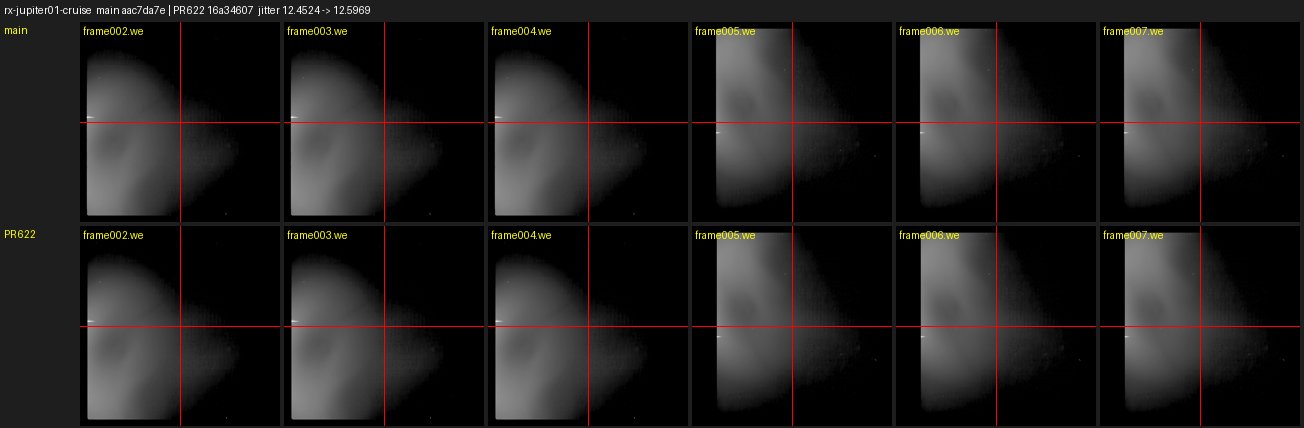 rx-jupiter01-cruise main aac7da7e | PR622 16a34607 jitter 12.4524 -> 12.5969
main
frame002.we frame003.we frame004.we frame005.we frame006.we frame007.we
PR622
frame002.we frame003.we frame004.we frame005.we frame006.we frame007.we